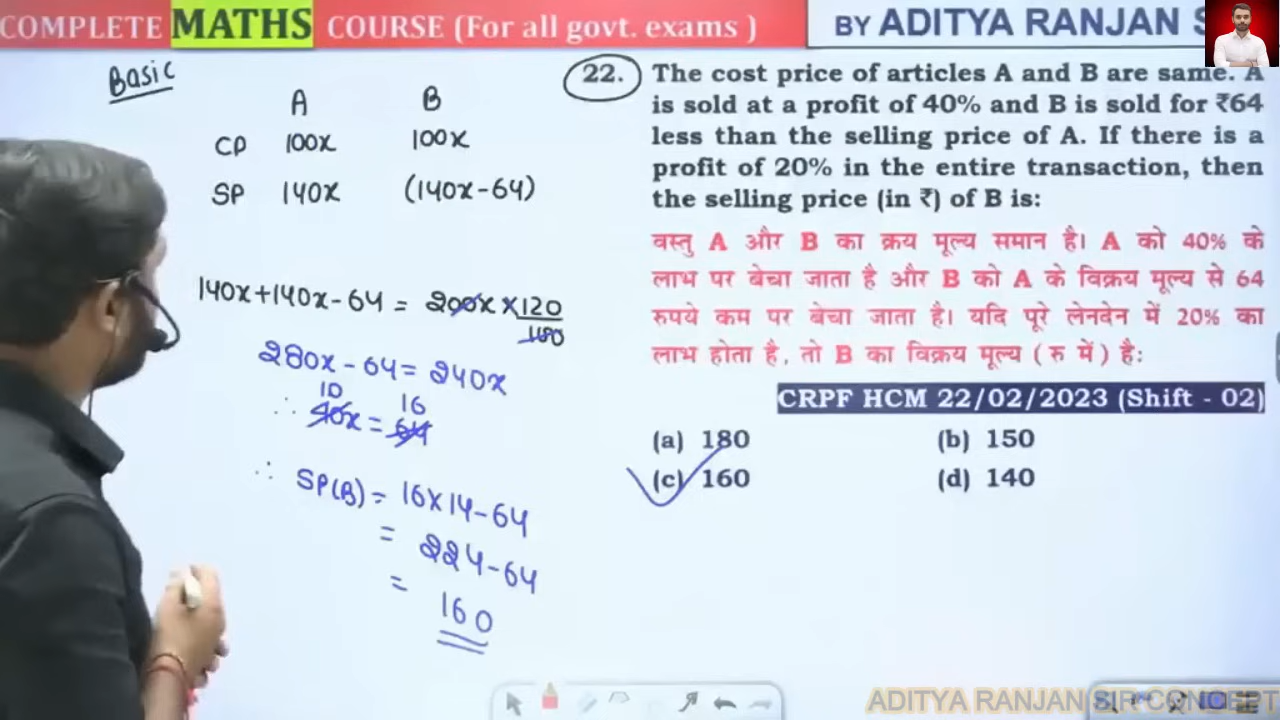 COMPLETE MATHS COURSE (For all govt. exams )
BY ADITYA RANJAN S
Basic
A B
CP 100x 100x
SP 140x (140x-64)
140x+140x-64 = 200x × 120
100
280x - 64 = 240x
10 16
∴ 40x = 64
∴ SP(B) = 16×14-64
= 224-64
= 160
22. The cost price of articles A and B are same. A
is sold at a profit of 40% and B is sold for ₹64
less than the selling price of A. If there is a
profit of 20% in the entire transaction, then
the selling price (in ₹) of B is:
वस्तु A और B का क्रय मूल्य समान है। A को 40% के
लाभ पर बेचा जाता है और B को A के विक्रय मूल्य से 64
रुपये कम पर बेचा जाता है। यदि पूरे लेनदेन में 20% का
लाभ होता है, तो B का विक्रय मूल्य ( रु में ) है:
CRPF HCM 22/02/2023 (Shift - 02)
(a) 180 (b) 150
(c) 160 (d) 140
ADITYA RANJAN SIR CONCEPT